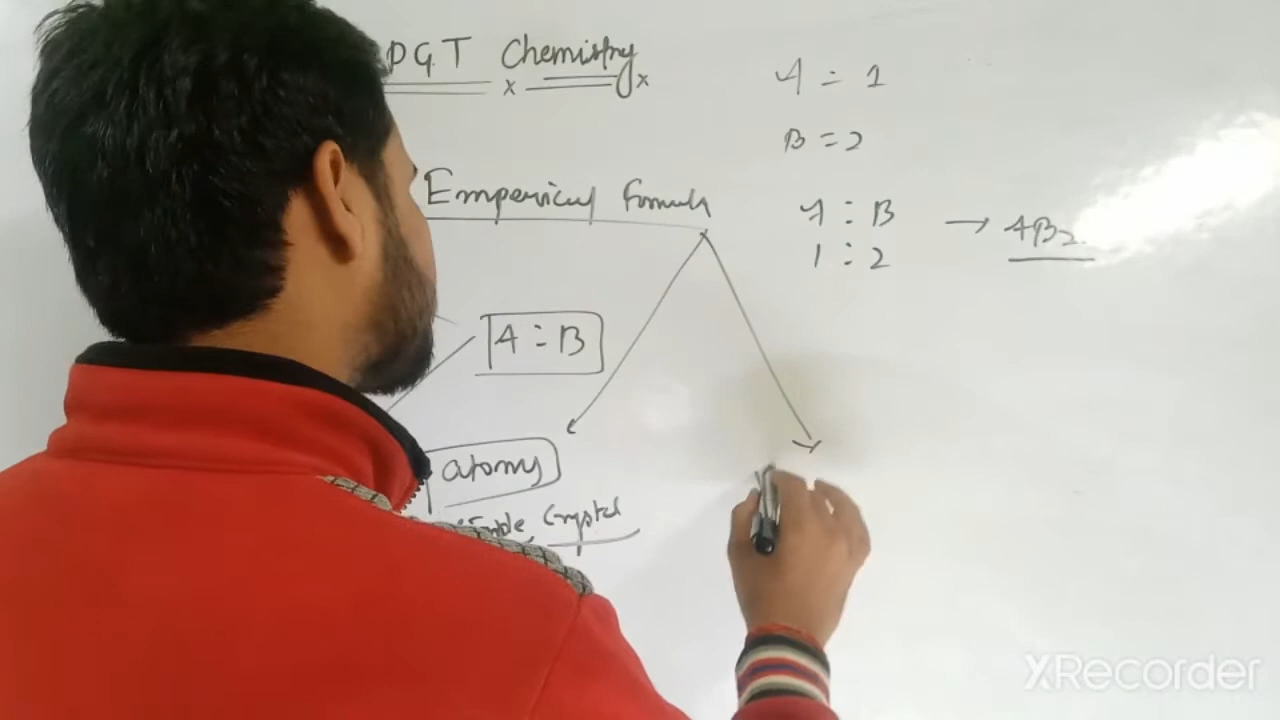 PGT Chemistry
x x
A = 1
B = 2
Emperical Formula
A : B
1 : 2
→ AB2
A : B
atoms
Crystal
XRecorder